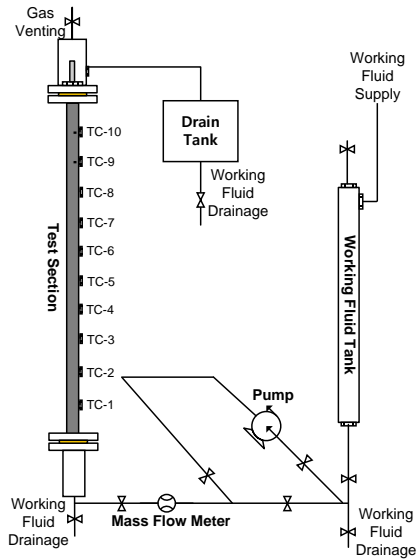 Gas
Venting
Working
Fluid
Supply
TC-10
TC-9
TC-8
TC-7
TC-6
TC-5
TC-4
TC-3
TC-2
TC-1
Test Section
Drain
Tank
Working
Fluid
Drainage
Working Fluid Tank
Pump
Mass Flow Meter
Working
Fluid
Drainage
Working
Fluid
Drainage